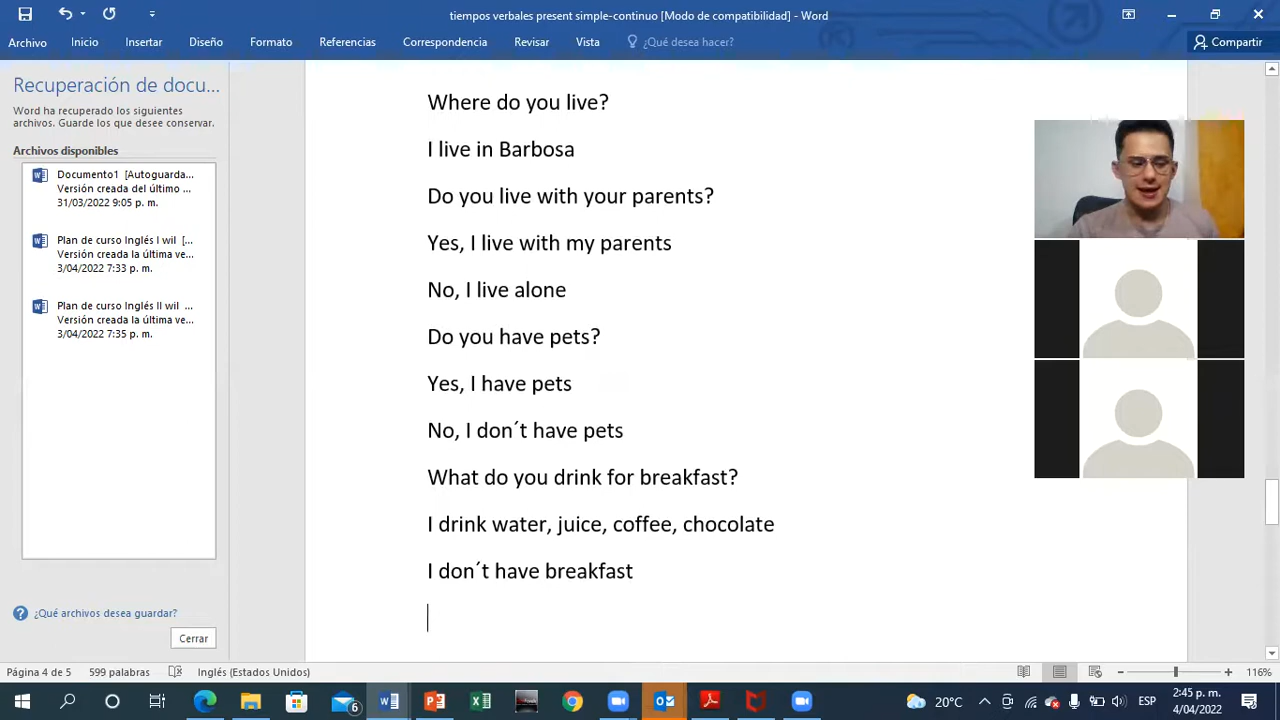 tiempos verbales present simple-continuo [Modo de compatibilidad] - Word
Archivo Inicio Insertar Diseño Formato Referencias Correspondencia Revisar Vista ¿Qué desea hacer? Compartir
Recuperación de docu...
Word ha recuperado los siguientes
archivos. Guarde los que desee conservar.
Archivos disponibles
Documento1 [Autoguarda...
Versión creada del último ...
31/03/2022 9:05 p. m.
Plan de curso Inglés I wil [...
Versión creada la última ve...
3/04/2022 7:33 p. m.
Plan de curso Inglés II wil ...
Versión creada la última ve...
3/04/2022 7:35 p. m.
¿Qué archivos desea guardar?
Cerrar
Where do you live?
I live in Barbosa
Do you live with your parents?
Yes, I live with my parents
No, I live alone
Do you have pets?
Yes, I have pets
No, I don´t have pets
What do you drink for breakfast?
I drink water, juice, coffee, chocolate
I don´t have breakfast
Página 4 de 5 599 palabras Inglés (Estados Unidos) 116%
6 20°C ESP 2:45 p. m.
4/04/2022